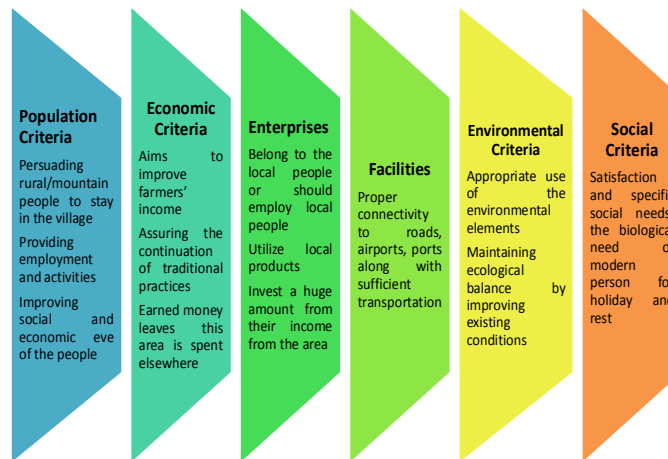 Population
Criteria
Persuading
rural/mountain
people to stay
in the village
Providing
employment
and activities
Improving
social and
economic eve
of the people
Economic
Criteria
Aims to
improve
farmers’
income
Assuring the
continuation
of traditional
practices
Earned money
leaves this
area is spent
elsewhere
Enterprises
Belong to the
local people
or should
employ local
people
Utilize local
products
Invest a huge
amount from
their income
from the area
Facilities
Proper
connectivity
to roads,
airports, ports
along with
sufficient
transportation
Environmental
Criteria
Appropriate use
of the
environmental
elements
Maintaining
ecological
balance by
improving
existing
conditions
Social
Criteria
Satisfaction
and specifi
social needs,
the biologica
need o
modern
person fo
holiday and
rest